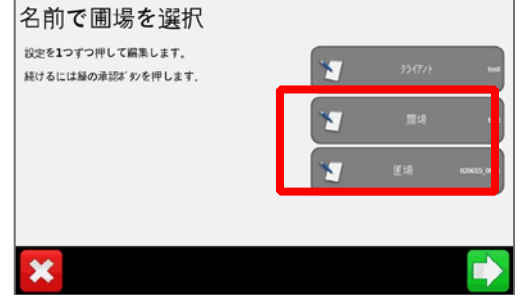 名前で圃場を選択
設定を1つずつ押して編集します。
続けるには緑の承認ボタンを押します。
クライアント test
農場
圃場 020615_0